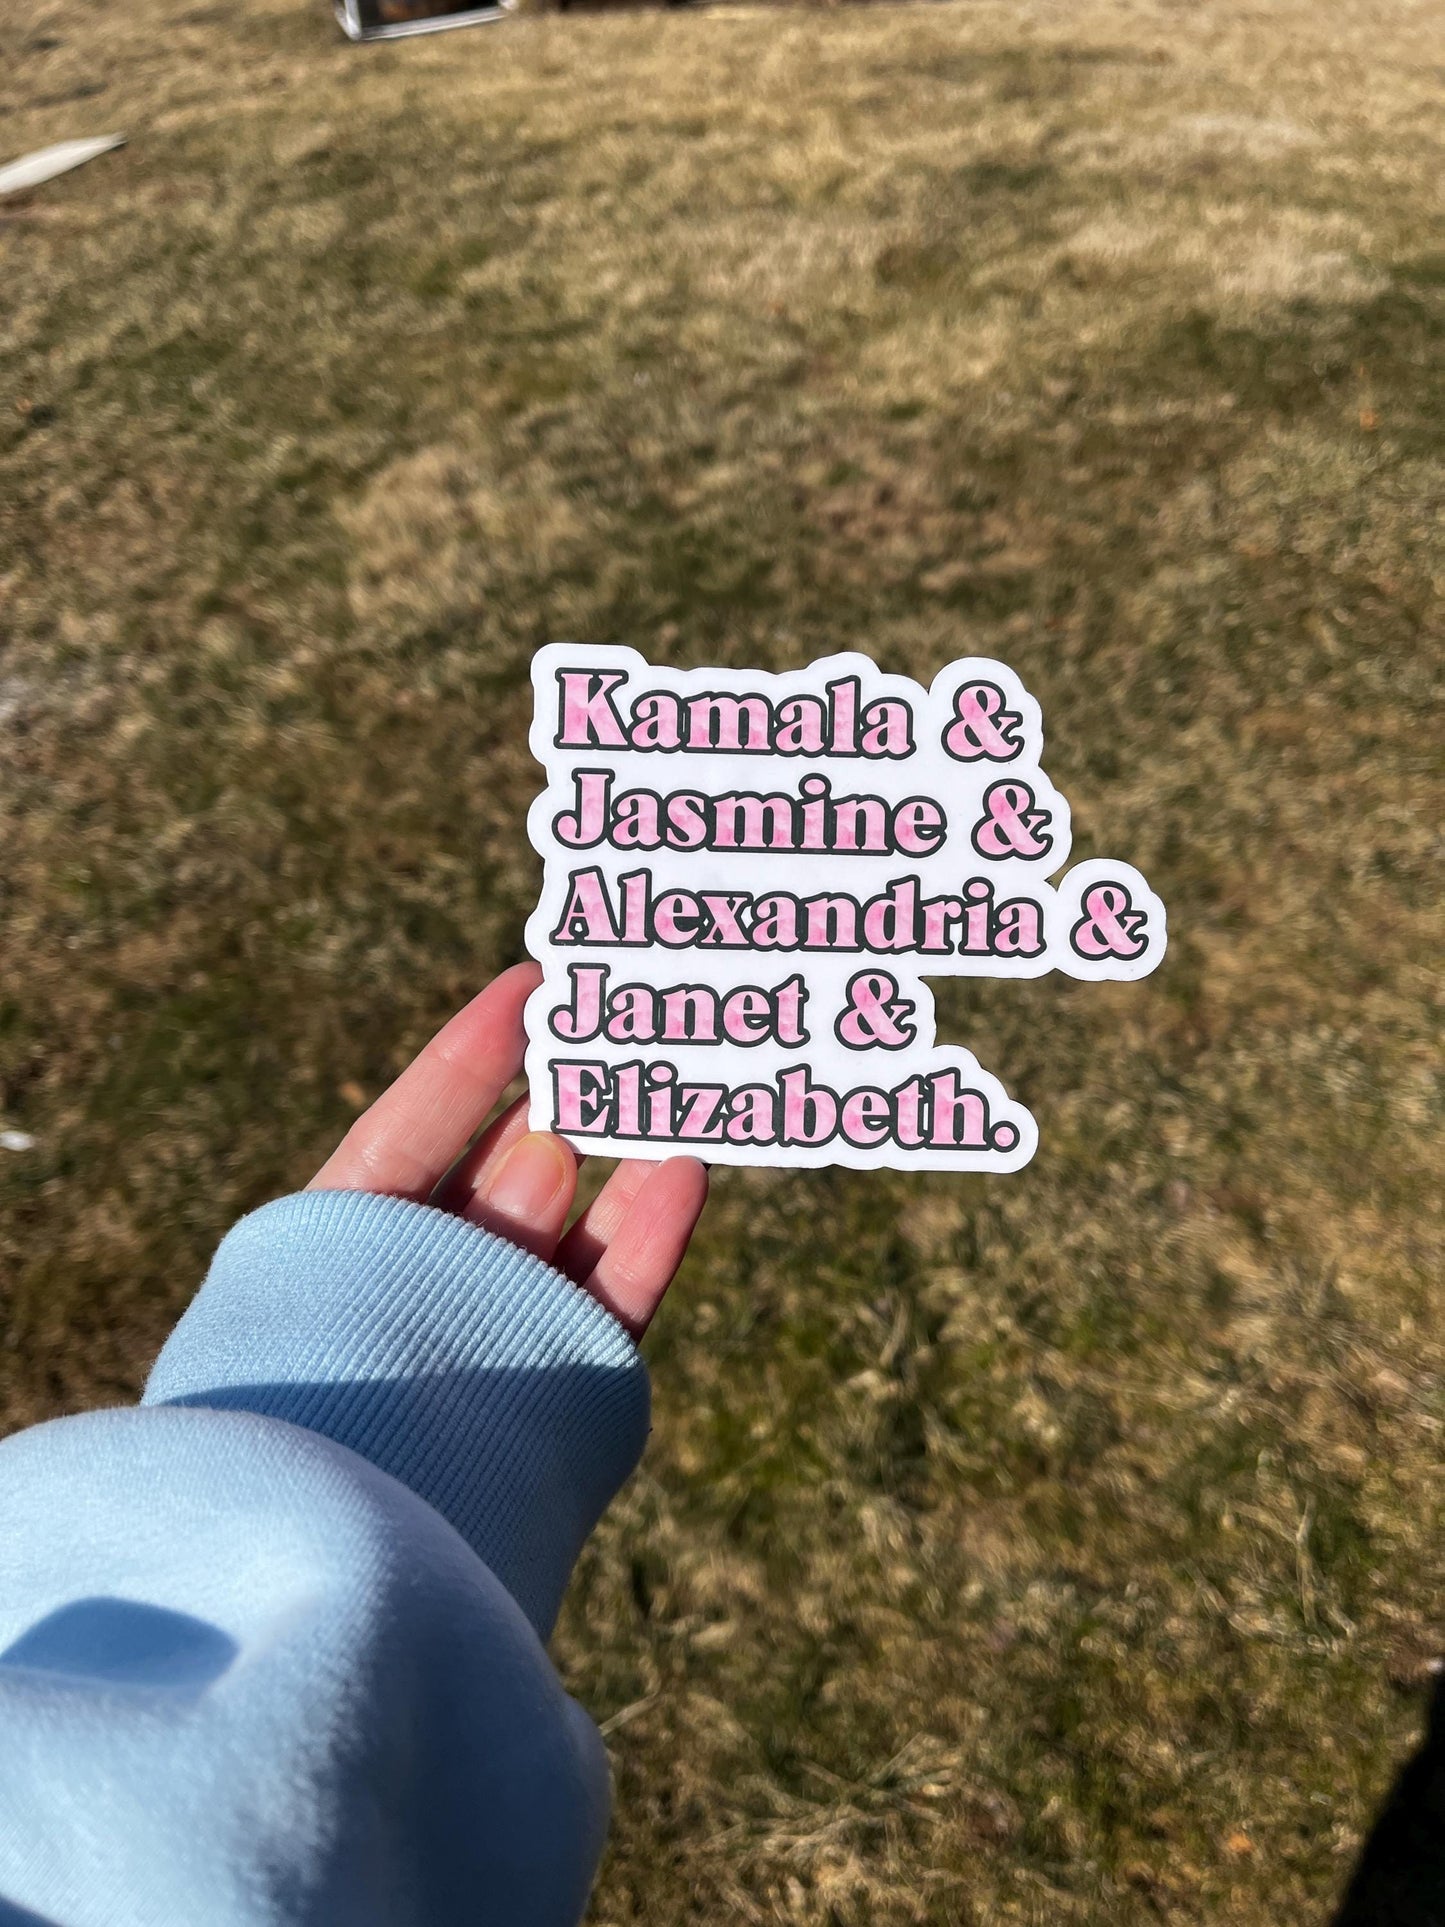 Kamala &
Jasmine &
Alexandria &
Janet &
Elizabeth.